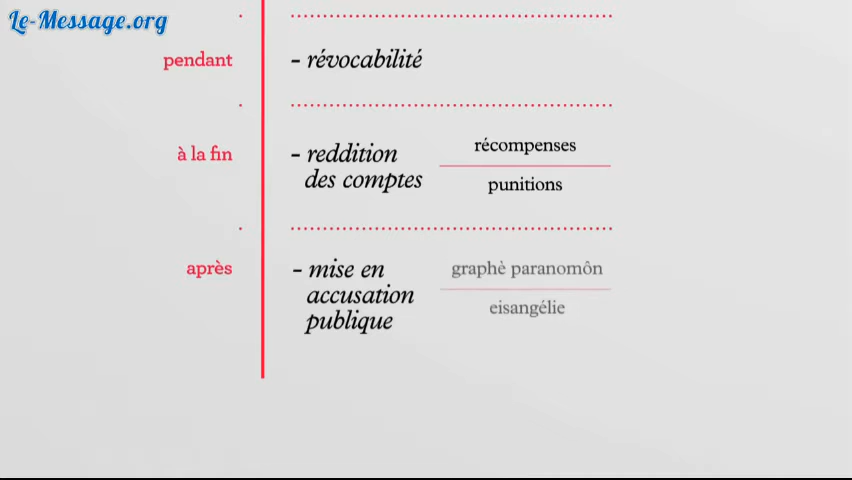 Le-Message.org
pendant
- révocabilité
à la fin
- reddition
des comptes
récompenses
punitions
après
- mise en
accusation
publique
graphè paranomôn
eisangélie